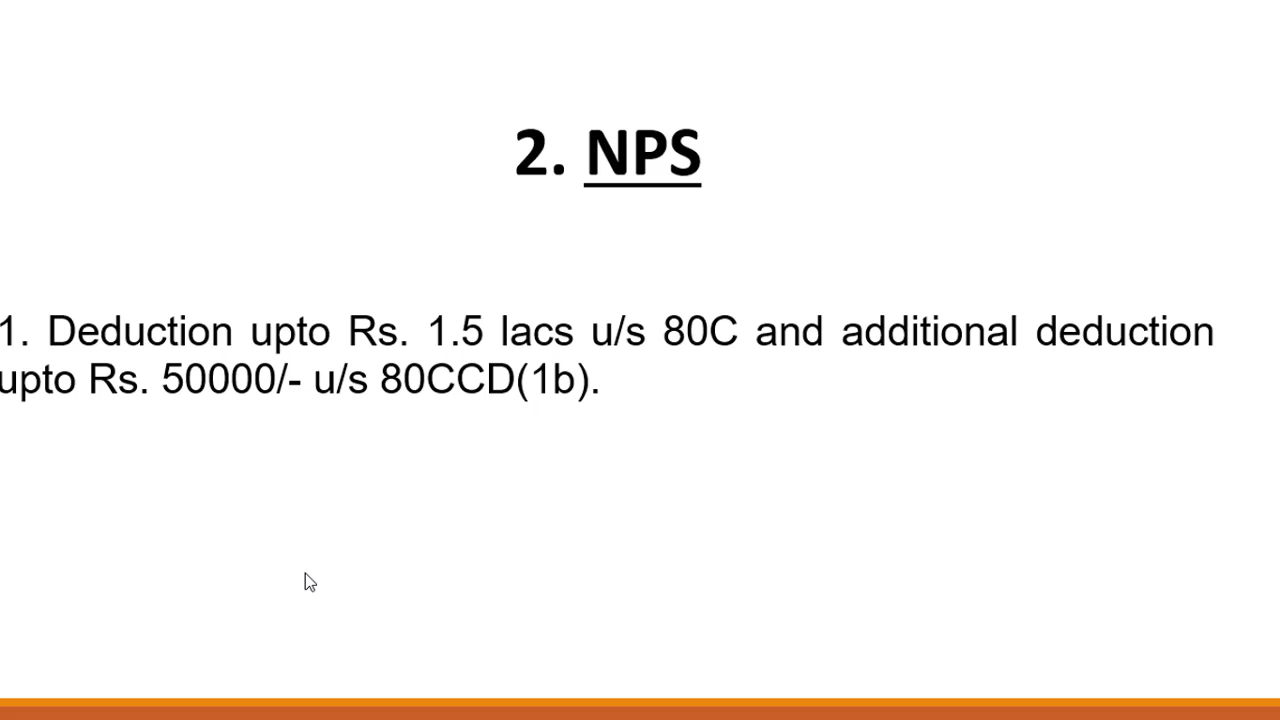 2. NPS
1. Deduction upto Rs. 1.5 lacs u/s 80C and additional deduction
upto Rs. 50000/- u/s 80CCD(1b).